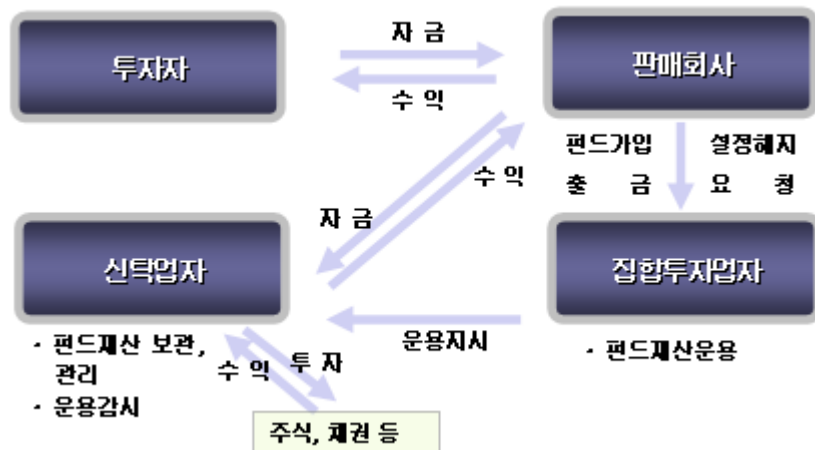 자 금
투자자
판매회사
수 익
펀드가입 설정해지
출 금 요 청
수 익
자 금
신탁업자
집합투자업자
운용지시
· 펀드재산 보관,
관리
· 운용감시
수 익
투 자
· 펀드재산운용
주식, 채권 등